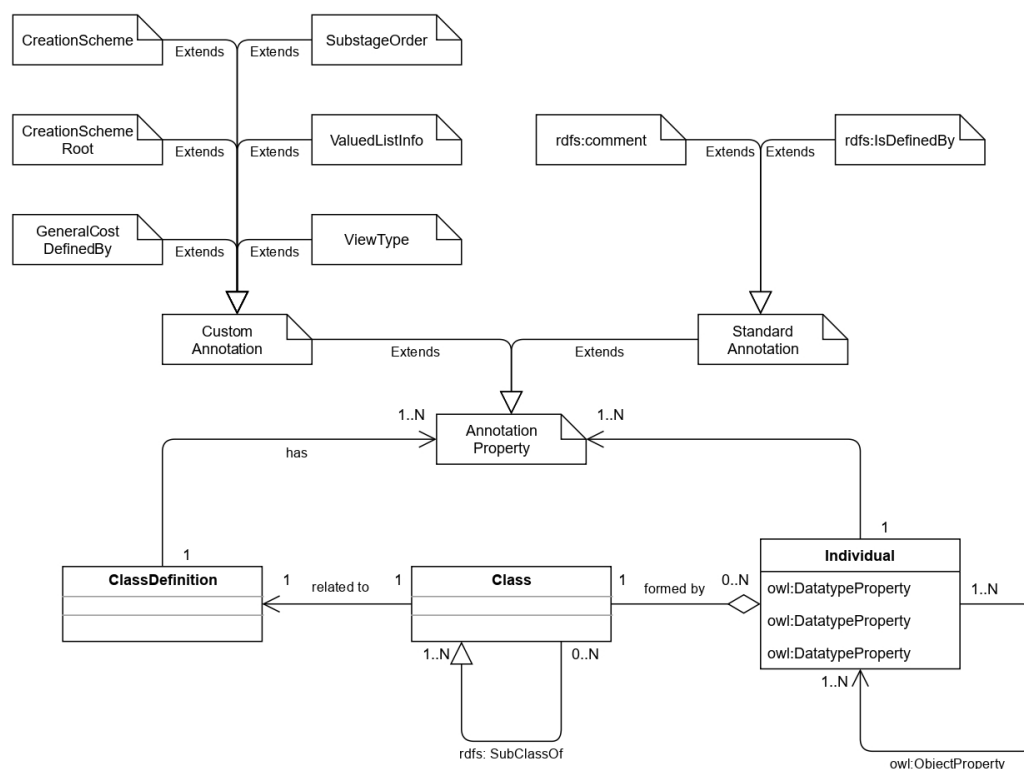 CreationScheme
Extends
Extends
SubstageOrder
CreationScheme
Root
Extends
Extends
ValuedListInfo
rdfs:comment
Extends
Extends
rdfs:IsDefinedBy
GeneralCost
DefinedBy
Extends
Extends
ViewType
Custom
Annotation
Extends
Extends
Standard
Annotation
1..N
Annotation
Property
1..N
has
1
1
ClassDefinition
1
related to
1
Class
1
formed by
0..N
Individual
owl:DatatypeProperty
owl:DatatypeProperty
owl:DatatypeProperty
1..N
1..N
0..N
1..N
rdfs: SubClassOf
owl:ObjectProperty